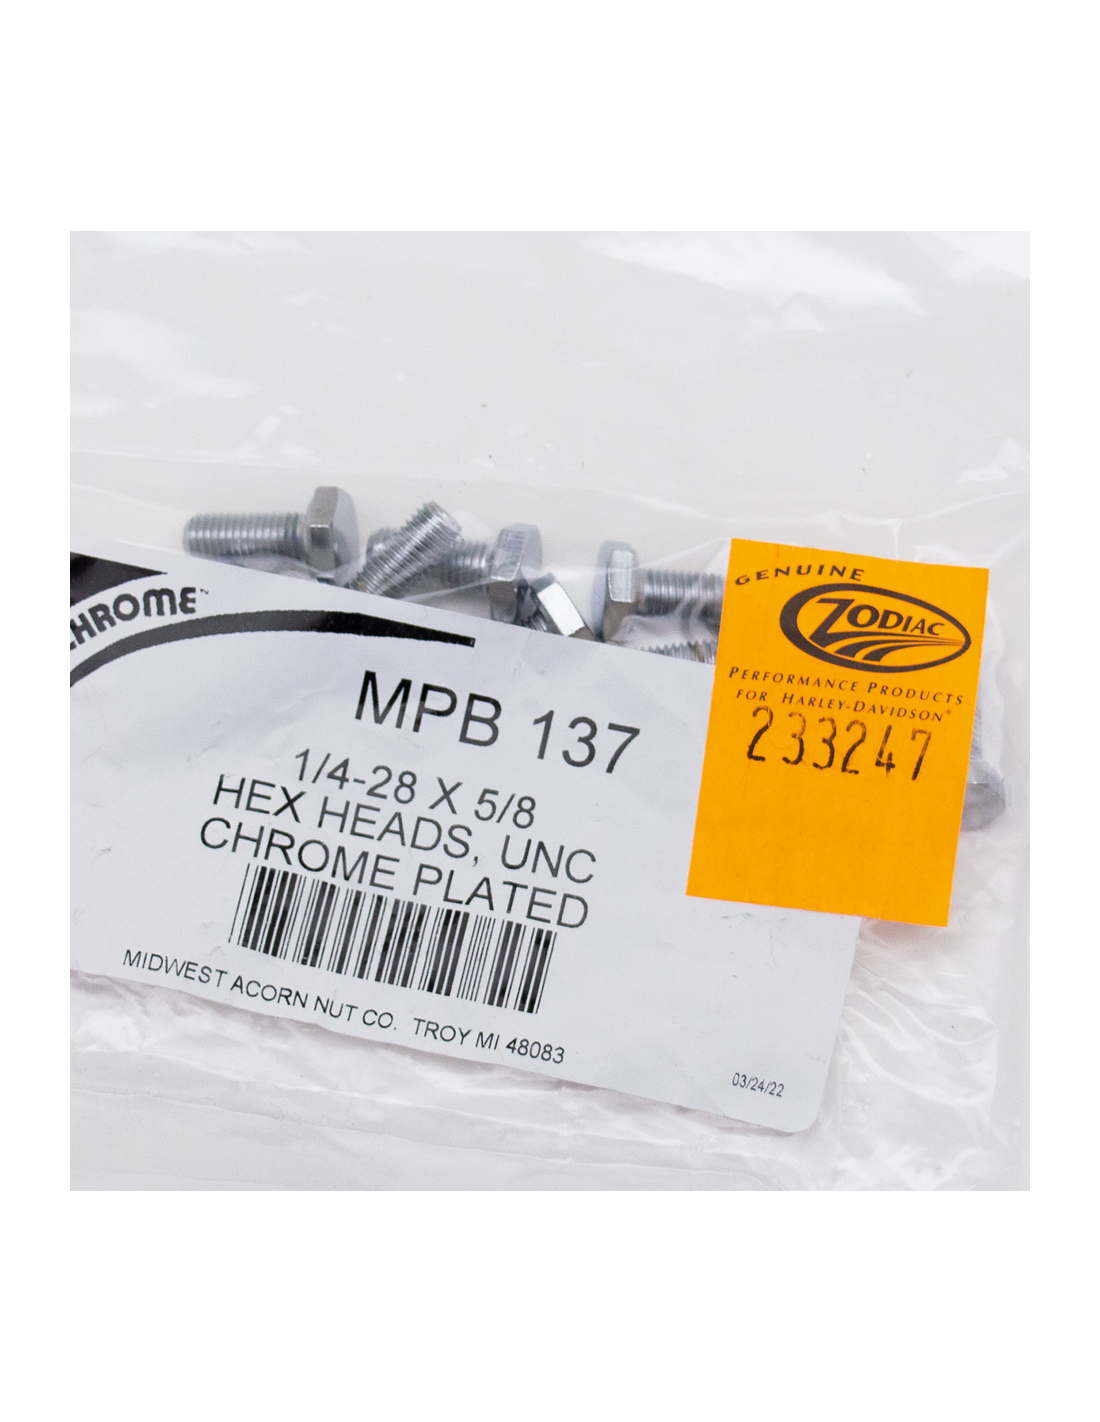 CHROME™
MPB 137
1/4-28 X 5/8
HEX HEADS, UNC
CHROME PLATED
MIDWEST ACORN NUT CO. TROY MI 48083
03/24/22
GENUINE
ZODIAC
PERFORMANCE PRODUCTS
FOR HARLEY-DAVIDSON®
233247